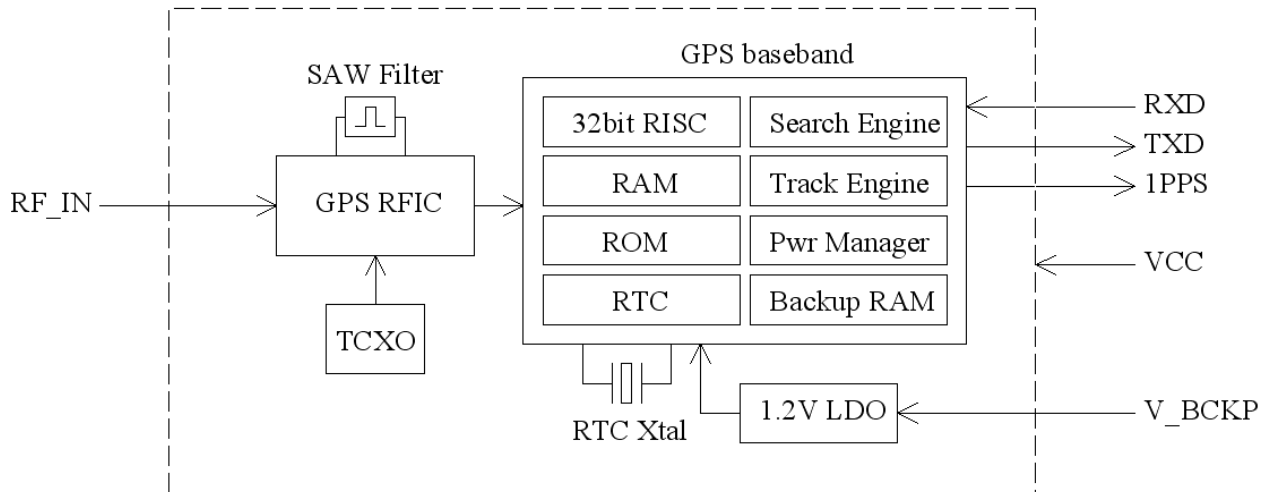 GPS baseband
SAW Filter
32bit RISC
Search Engine
RXD
TXD
RAM
Track Engine
1PPS
RF_IN
GPS RFIC
ROM
Pwr Manager
VCC
RTC
Backup RAM
TCXO
1.2V LDO
V_BCKP
RTC Xtal